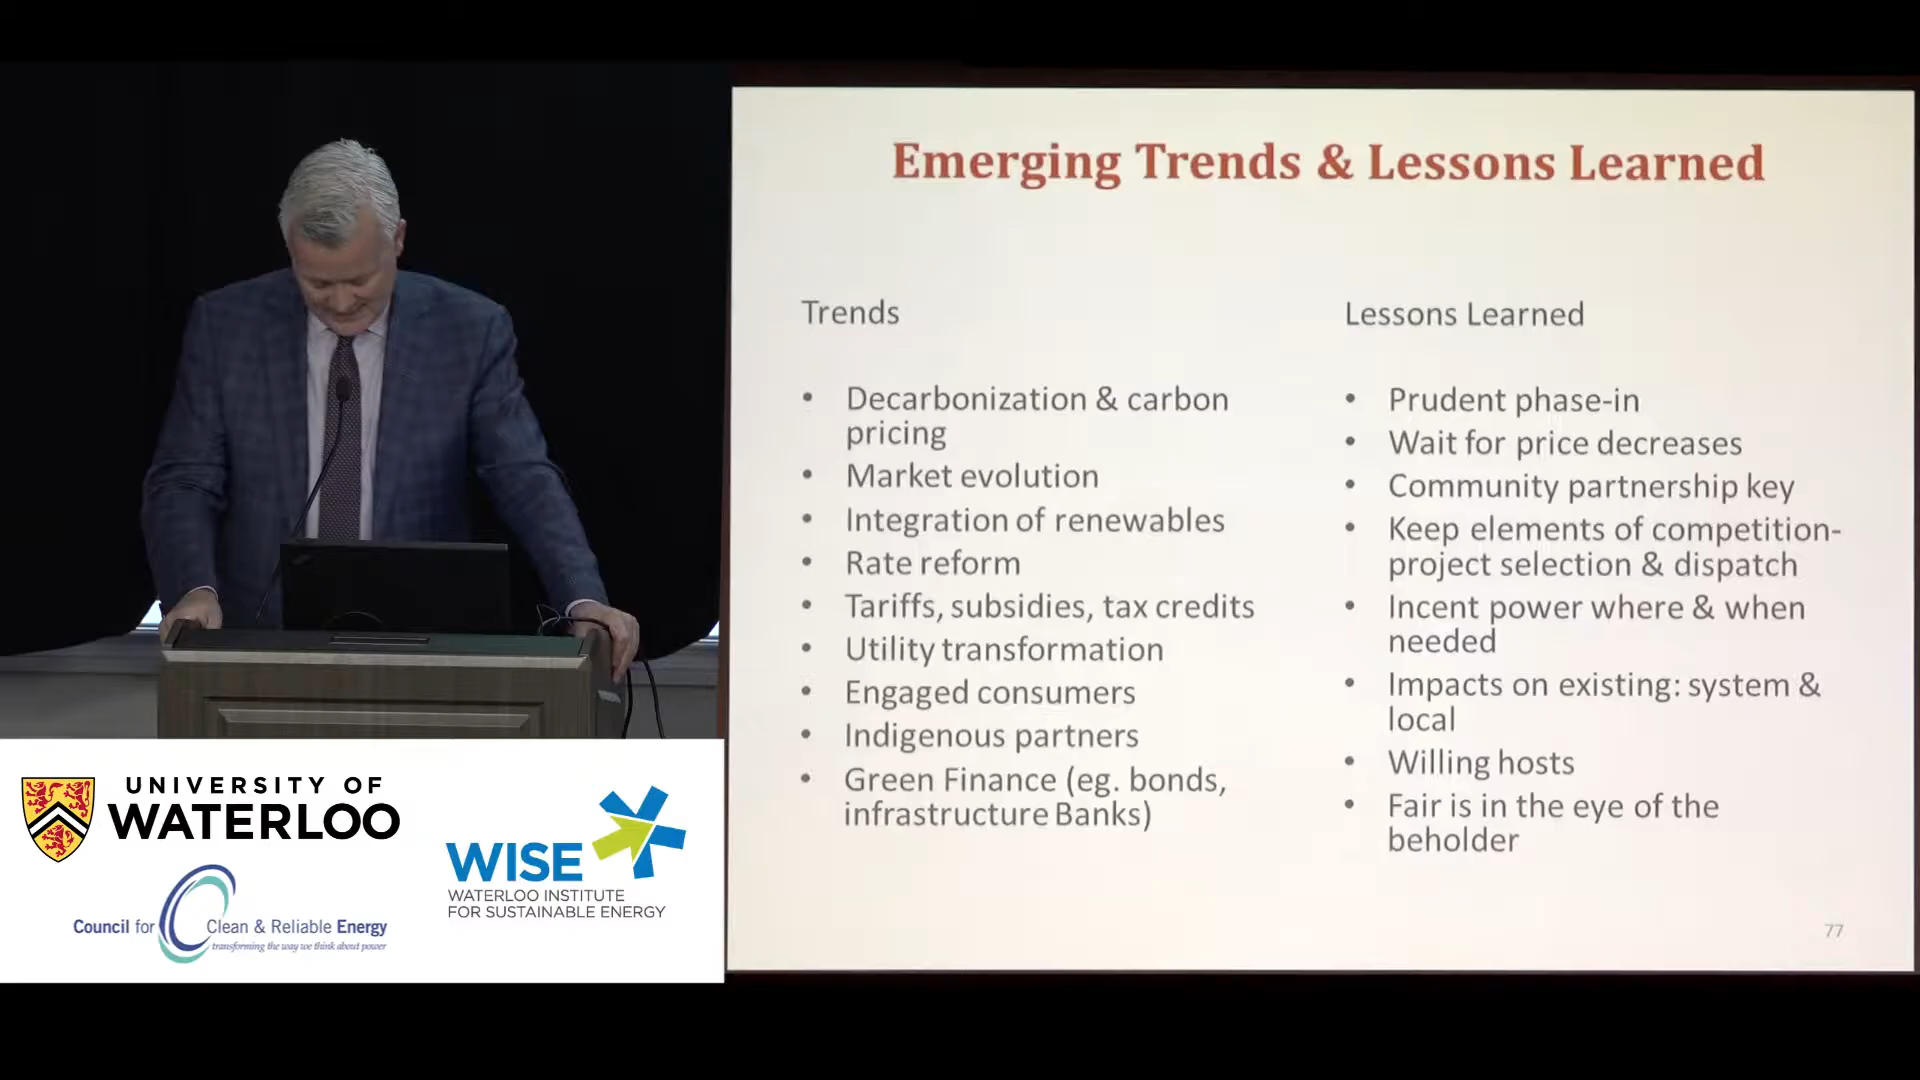 Emerging Trends & Lessons Learned
Trends
• Decarbonization & carbon
pricing
• Market evolution
• Integration of renewables
• Rate reform
• Tariffs, subsidies, tax credits
• Utility transformation
• Engaged consumers
• Indigenous partners
• Green Finance (eg. bonds,
infrastructure Banks)
Lessons Learned
• Prudent phase-in
• Wait for price decreases
• Community partnership key
• Keep elements of competition-
project selection & dispatch
• Incent power where & when
needed
• Impacts on existing: system &
local
• Willing hosts
• Fair is in the eye of the
beholder
77
UNIVERSITY OF
WATERLOO
WISE
WATERLOO INSTITUTE
FOR SUSTAINABLE ENERGY
Council for Clean & Reliable Energy
transforming the way we think about power